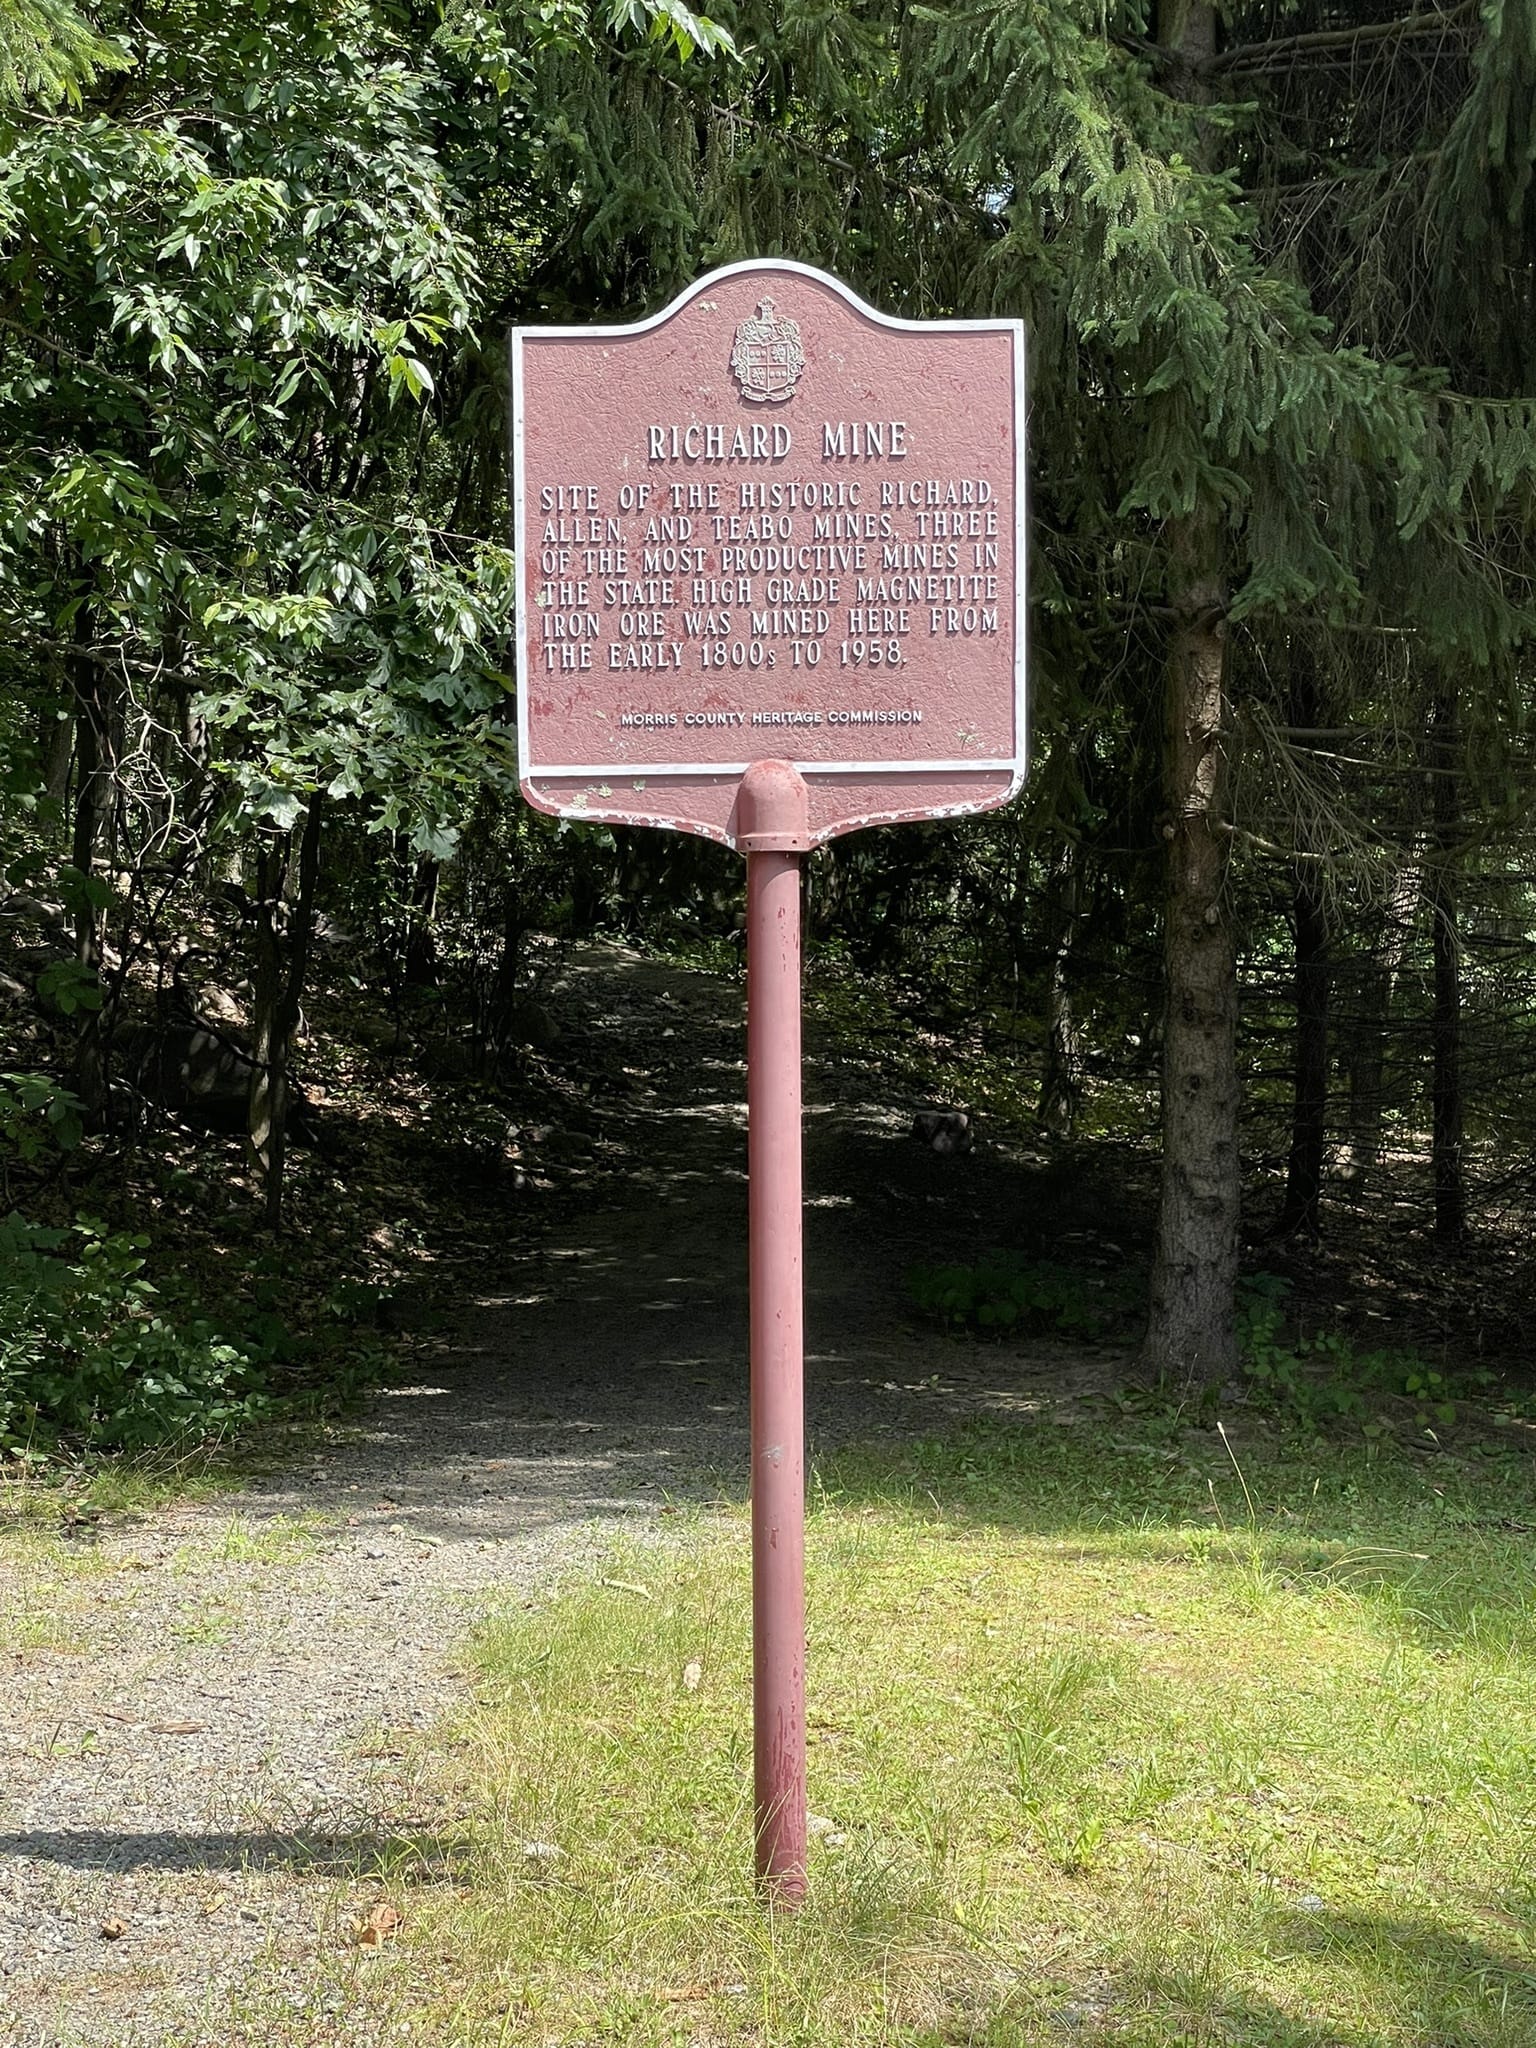 RICHARD MINE
SITE OF THE HISTORIC RICHARD,
ALLEN, AND TEABO MINES, THREE
OF THE MOST PRODUCTIVE MINES IN
THE STATE. HIGH GRADE MAGNETITE
IRON ORE WAS MINED HERE FROM
THE EARLY 1800s TO 1958.
MORRIS COUNTY HERITAGE COMMISSION